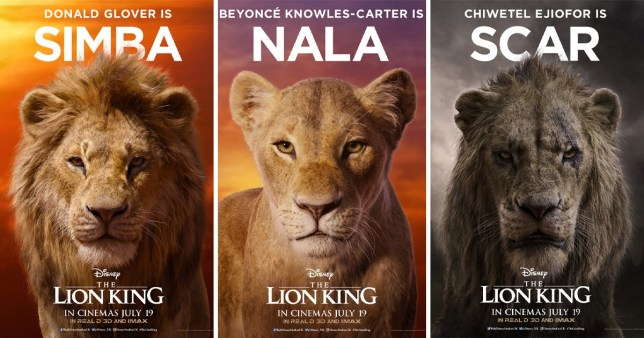 DONALD GLOVER IS
SIMBA
Disney
THE
LION KING
IN CINEMAS JULY 19
IN REAL D 3D AND IMAX
BEYONCÉ KNOWLES-CARTER IS
NALA
Disney
THE
LION KING
IN CINEMAS JULY 19
IN REAL D 3D AND IMAX
CHIWETEL EJIOFOR IS
SCAR
Disney
THE
LION KING
IN CINEMAS JULY 19
IN REAL D 3D AND IMAX